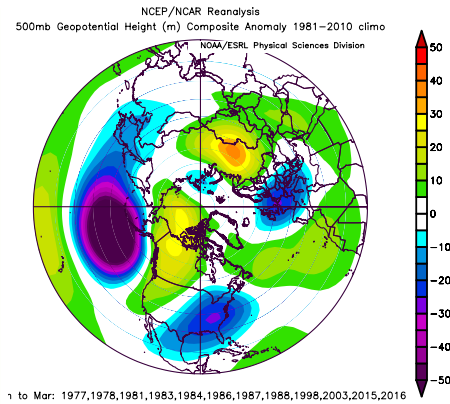 NCEP/NCAR Reanalysis
500mb Geopotential Height (m) Composite Anomaly 1981-2010 climo
NOAA/ESRL Physical Sciences Division
50
40
30
20
10
0
-10
-20
-30
-40
-50
to Mar: 1977,1978,1981,1983,1984,1986,1987,1988,1998,2003,2015,2016